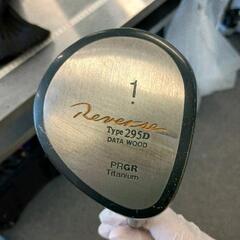 1
Reverse
Type 295D
DATA WOOD
PRGR
Titanium